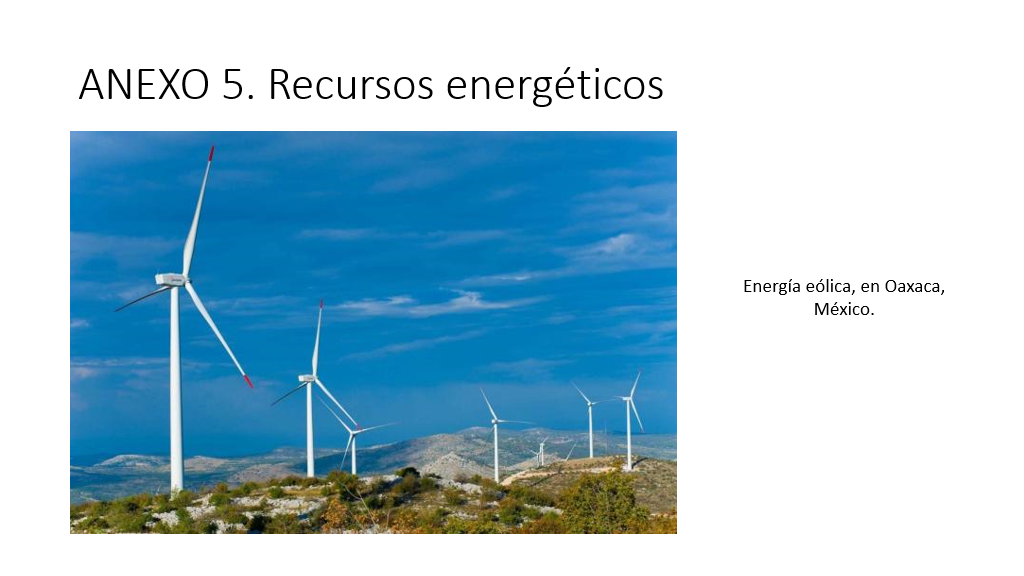 ANEXO 5. Recursos energéticos
Energía eólica, en Oaxaca,
México.